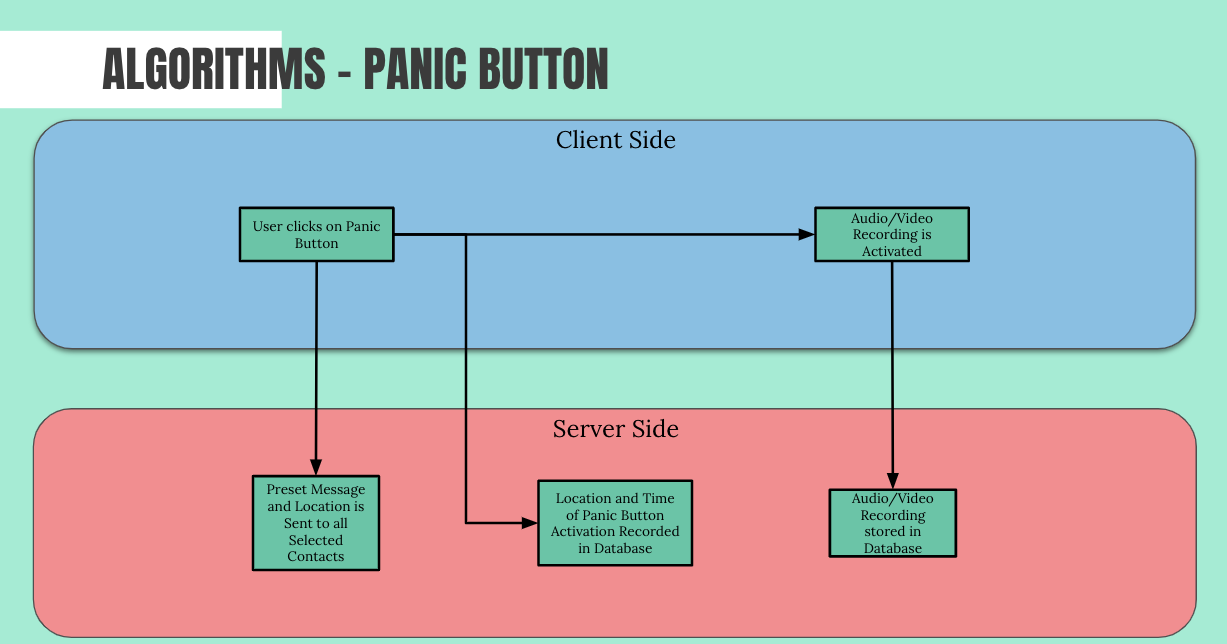 ALGORITHMS - PANIC BUTTON
Client Side
User clicks on Panic
Button
Audio/Video
Recording is
Activated
Server Side
Preset Message
and Location is
Sent to all
Selected
Contacts
Location and Time
of Panic Button
Activation Recorded
in Database
Audio/Video
Recording
stored in
Database